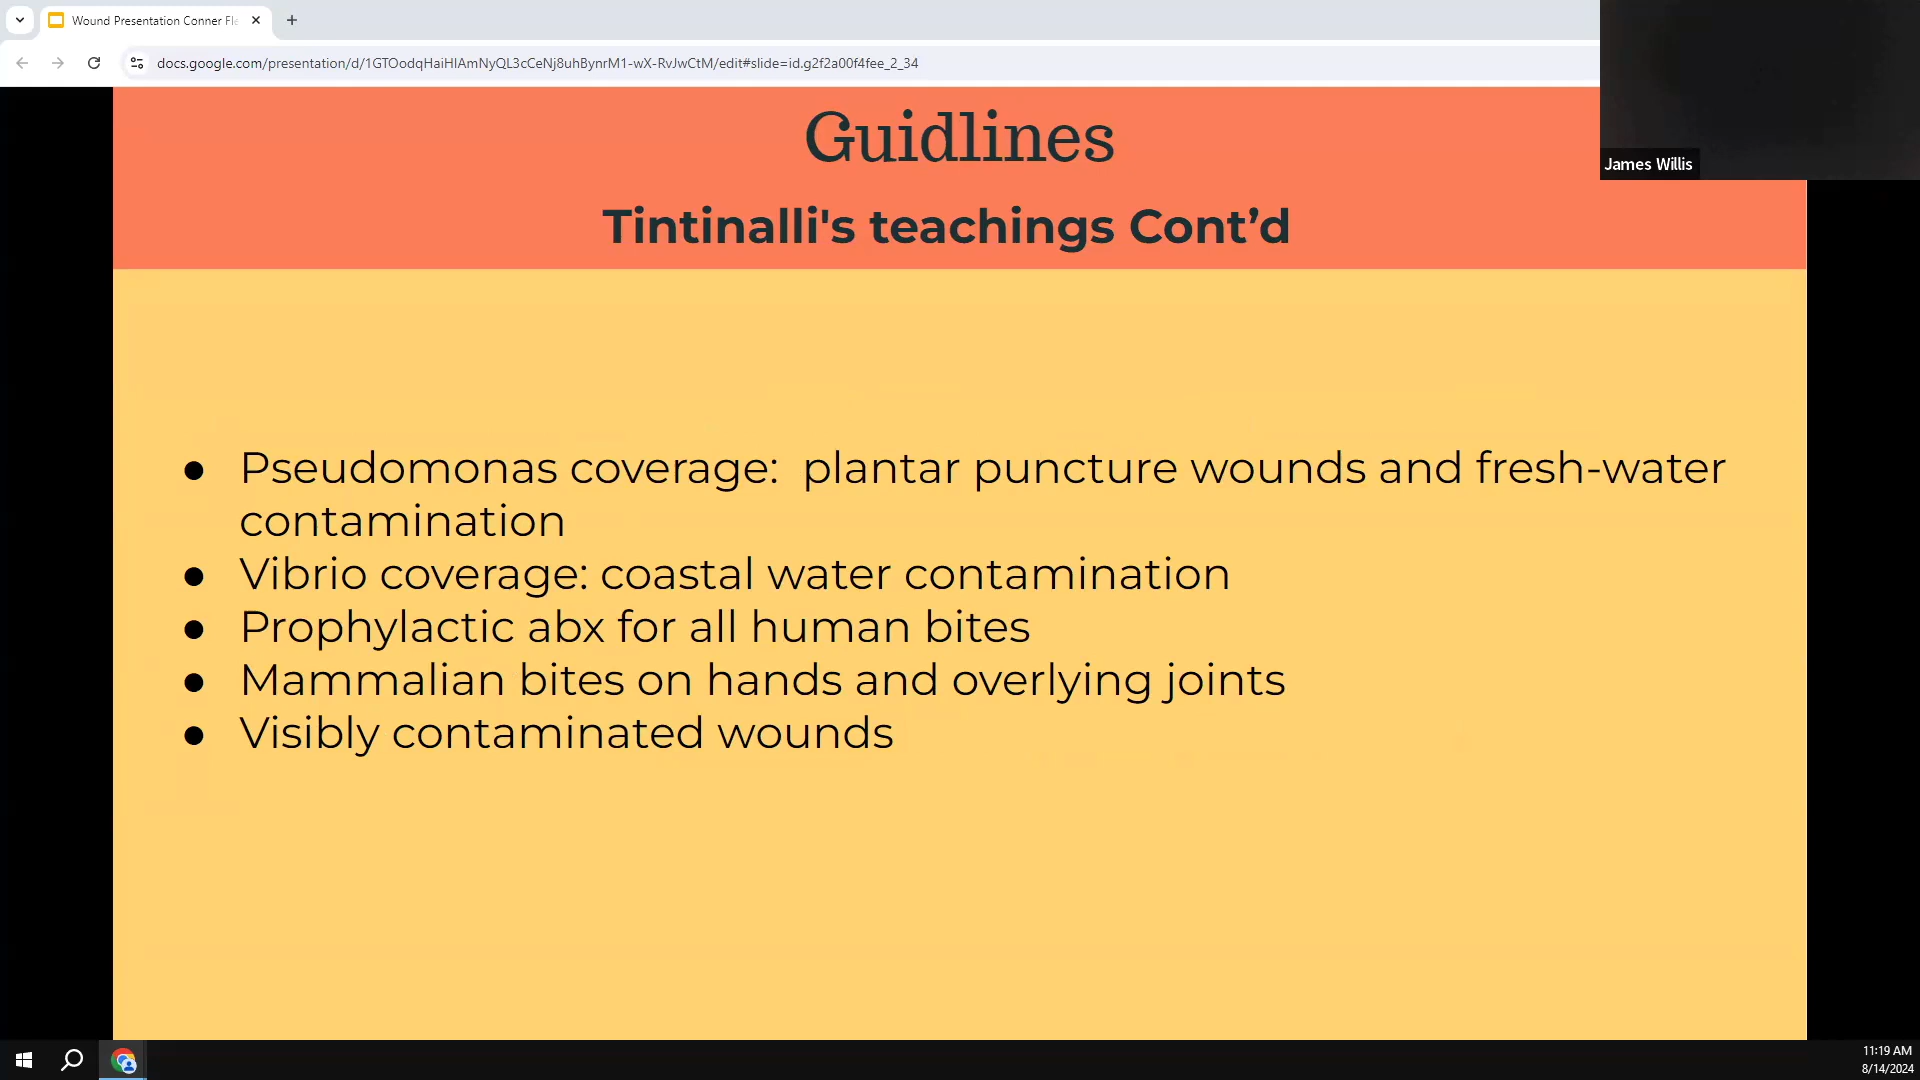 Wound Presentation Conner Fle
docs.google.com/presentation/d/1GTOodqHaiHIAmNyQL3cCeNj8uhBynrM1-wX-RvJwCtM/edit#slide=id.g2f2a00f4fee_2_34
James Willis
Guidlines
Tintinalli's teachings Cont’d
● Pseudomonas coverage:  plantar puncture wounds and fresh-water
contamination
● Vibrio coverage: coastal water contamination
● Prophylactic abx for all human bites
● Mammalian bites on hands and overlying joints
● Visibly contaminated wounds
11:19 AM
8/14/2024